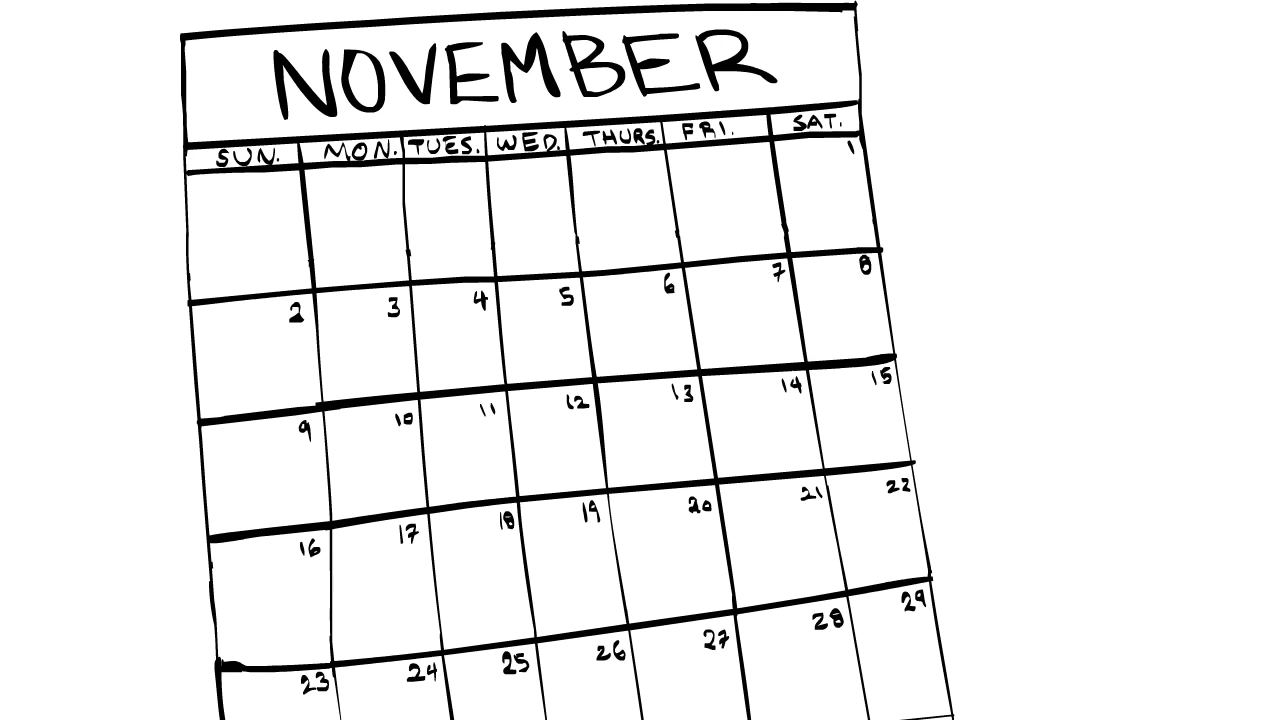 NOVEMBER
SUN. MON. TUES. WED. THURS. FRI. SAT.
1
2 3 4 5 6 7 8
9 10 11 12 13 14 15
16 17 18 19 20 21 22
23 24 25 26 27 28 29